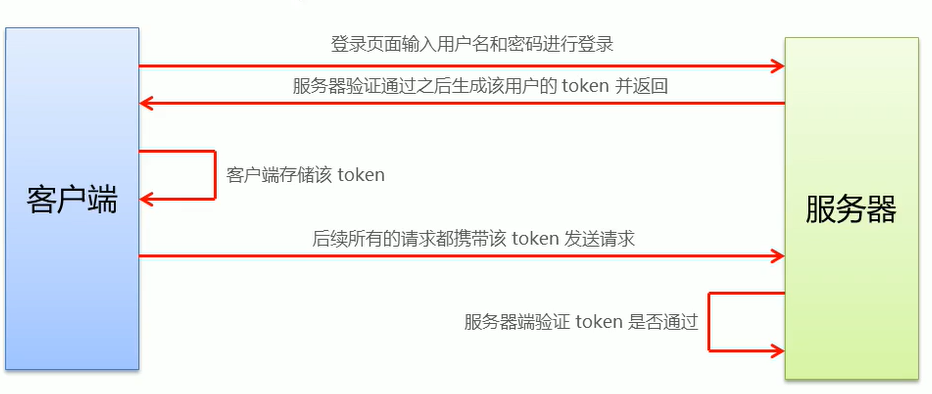 登录页面输入用户名和密码进行登录
服务器验证通过之后生成该用户的 token 并返回
客户端存储该 token
客户端
服务器
后续所有的请求都携带该 token 发送请求
服务器端验证 token 是否通过